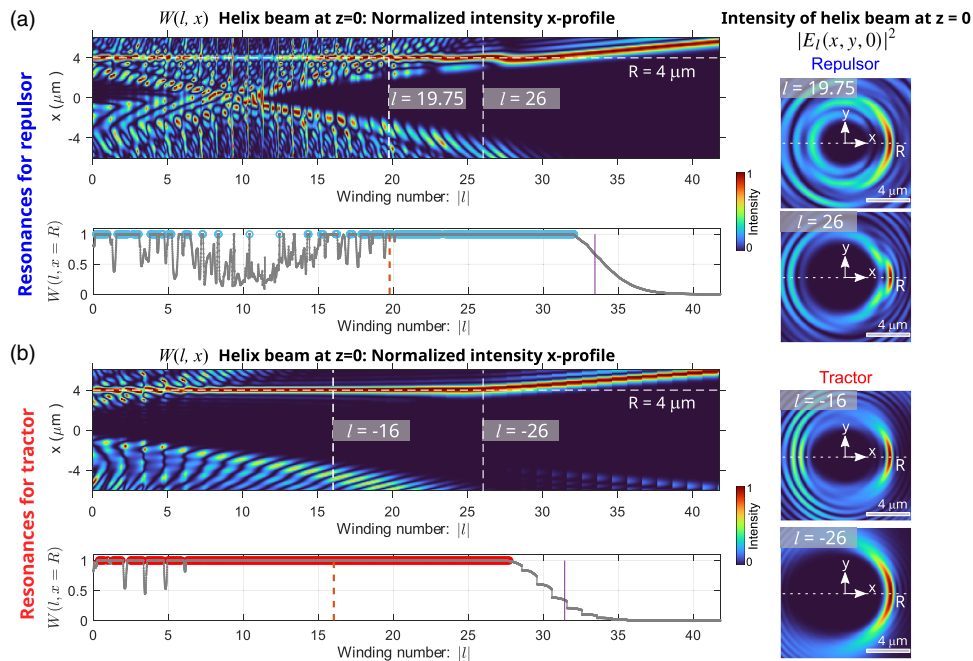 (a)
W(l, x) Helix beam at z=0: Normalized intensity x-profile
Intensity of helix beam at z = 0
|E_l(x, y, 0)|²
Resonances for repulsor
x (μm )
4
0
-4
R = 4 μm
l = 19.75
l = 26
0 5 10 15 20 25 30 35 40
Winding number: |l|
1
0
Intensity
W(l, x = R)
1
0.5
0
0 5 10 15 20 25 30 35 40
Winding number: |l|
Repulsor
l = 19.75
y
x
R
4 μm
l = 26
y
x
R
4 μm
(b)
W(l, x) Helix beam at z=0: Normalized intensity x-profile
Resonances for tractor
x (μm )
4
0
-4
R = 4 μm
l = -16
l = -26
0 5 10 15 20 25 30 35 40
Winding number: |l|
1
0
Intensity
W(l, x = R)
1
0.5
0
0 5 10 15 20 25 30 35 40
Winding number: |l|
Tractor
l = -16
y
x
R
4 μm
l = -26
y
x
R
4 μm